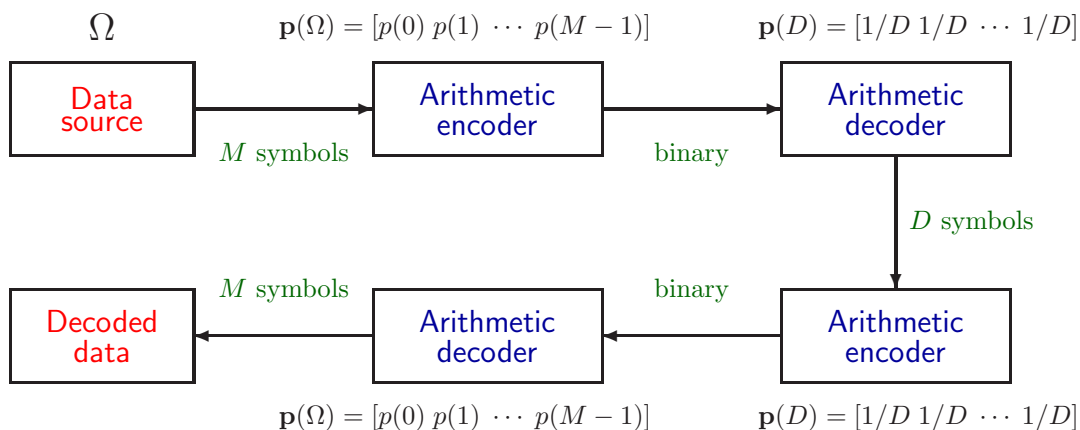 Ω
p(Ω) = [p(0) p(1) ··· p(M − 1)]
p(D) = [1/D 1/D ··· 1/D]
Data
source
Arithmetic
encoder
Arithmetic
decoder
M symbols
binary
D symbols
M symbols
binary
Decoded
data
Arithmetic
decoder
Arithmetic
encoder
p(Ω) = [p(0) p(1) ··· p(M − 1)]
p(D) = [1/D 1/D ··· 1/D]